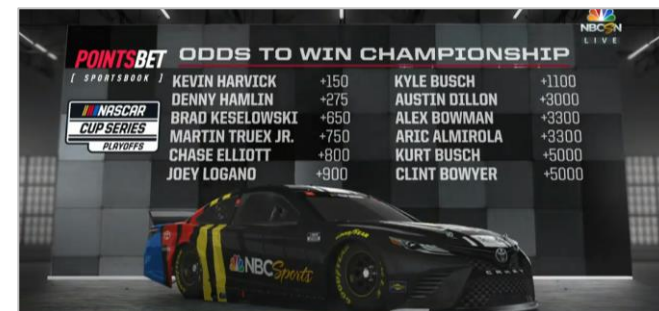 NBCSN
LIVE
POINTSBET
[ SPORTSBOOK ]
ODDS TO WIN CHAMPIONSHIP
NASCAR
CUP SERIES
PLAYOFFS
KEVIN HARVICK +150
DENNY HAMLIN +275
BRAD KESELOWSKI +650
MARTIN TRUEX JR. +750
CHASE ELLIOTT +800
JOEY LOGANO +900
KYLE BUSCH +1100
AUSTIN DILLON +3000
ALEX BOWMAN +3300
ARIC ALMIROLA +3300
KURT BUSCH +5000
CLINT BOWYER +5000
NBC Sports
GOODYEAR